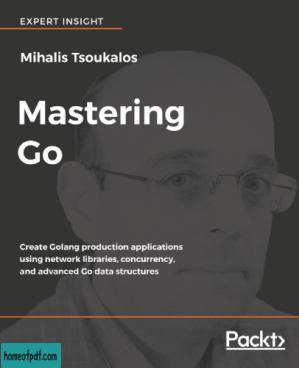 EXPERT INSIGHT
Mihalis Tsoukalos
Mastering
Go
Create Golang production applications
using network libraries, concurrency,
and advanced Go data structures
Packt>
homeofpdf.com